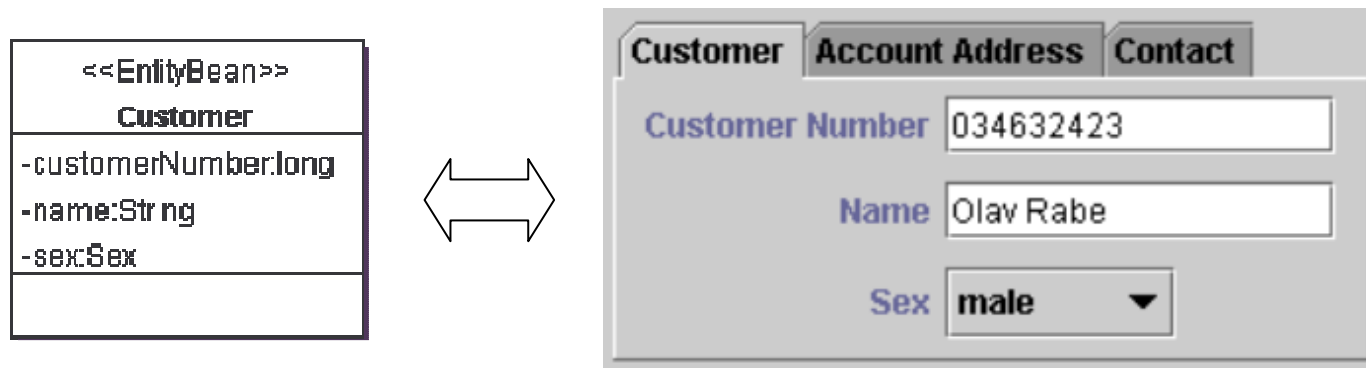 <<EntityBean>>
Customer
-customerNumber:long
-name:String
-sex:Sex
Customer Account Address Contact
Customer Number 034632423
Name Olav Rabe
Sex male